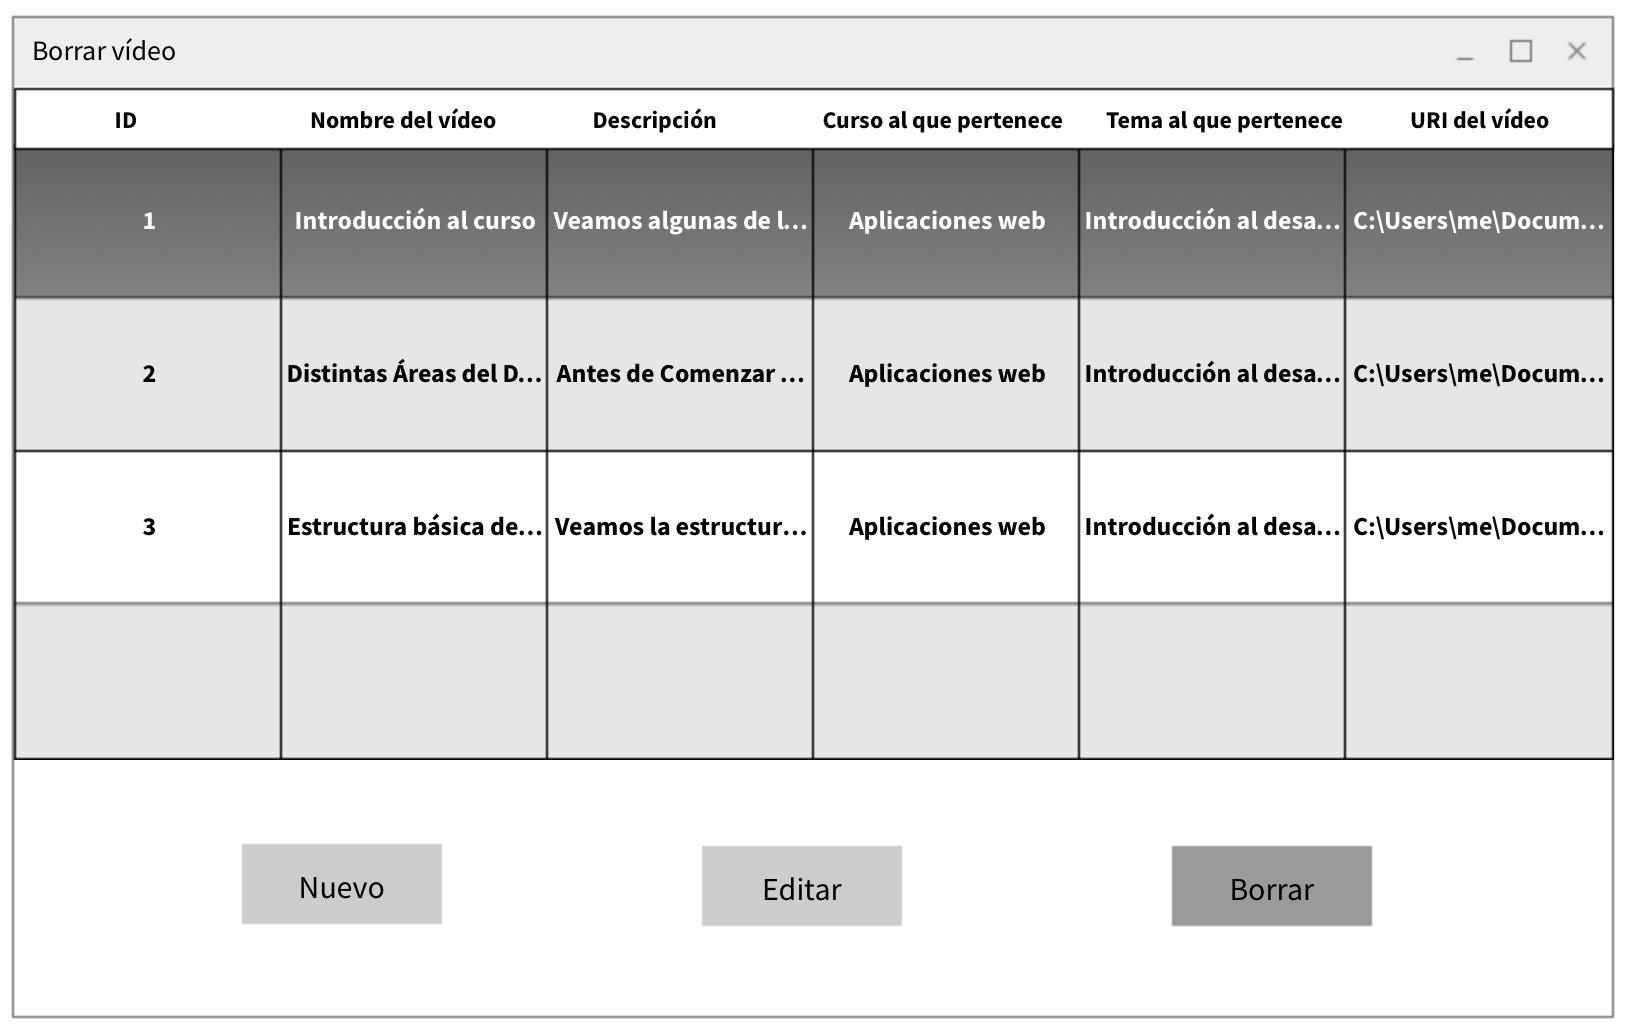 Borrar vídeo
ID Nombre del vídeo Descripción Curso al que pertenece Tema al que pertenece URI del vídeo
1 Introducción al curso Veamos algunas de l... Aplicaciones web Introducción al desa... C:\Users\me\Docum...
2 Distintas Áreas del D... Antes de Comenzar ... Aplicaciones web Introducción al desa... C:\Users\me\Docum...
3 Estructura básica de... Veamos la estructur... Aplicaciones web Introducción al desa... C:\Users\me\Docum...
Nuevo Editar Borrar